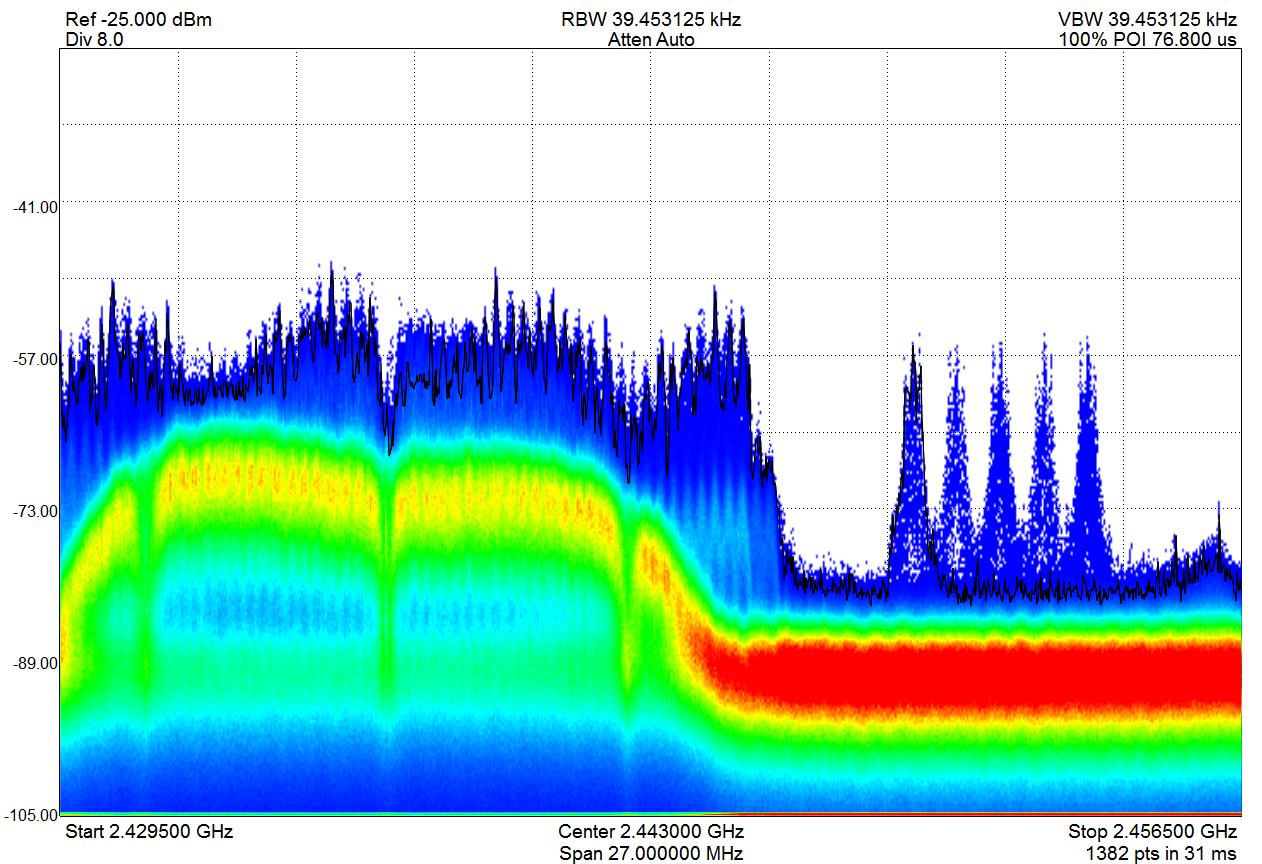 Ref -25.000 dBm
RBW 39.453125 kHz
VBW 39.453125 kHz
Div 8.0
Atten Auto
100% POI 76.800 us
-41.00
-57.00
-73.00
-89.00
-105.00
Start 2.429500 GHz
Center 2.443000 GHz
Stop 2.456500 GHz
Span 27.000000 MHz
1382 pts in 31 ms